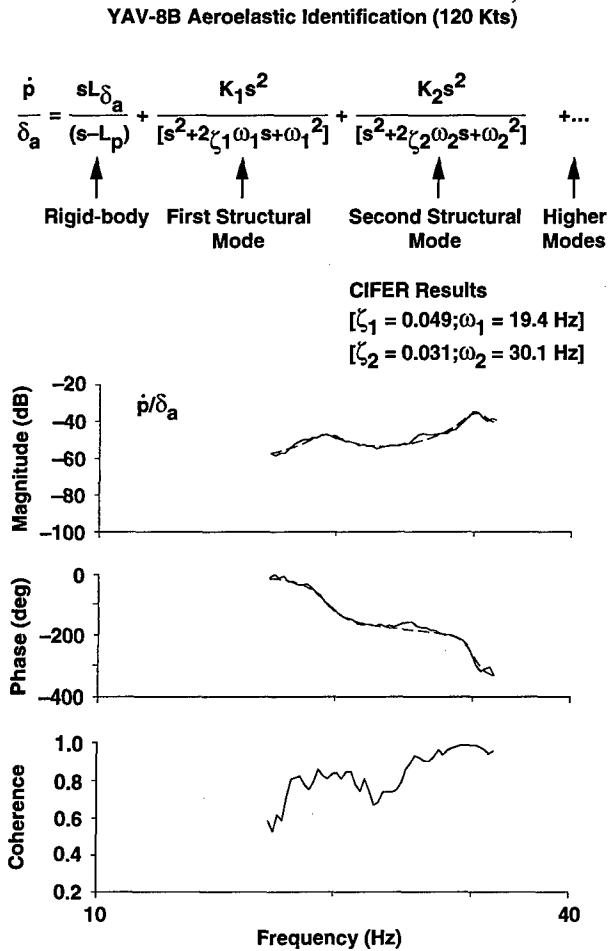 YAV-8B Aeroelastic Identification (120 Kts)
ṗ/δa = sLδa/(s–Lp) + K1s²/[s²+2ζ1ω1s+ω1²] + K2s²/[s²+2ζ2ω2s+ω2²] +...
Rigid-body First Structural Mode Second Structural Mode Higher Modes
CIFER Results
[ζ1 = 0.049;ω1 = 19.4 Hz]
[ζ2 = 0.031;ω2 = 30.1 Hz]
Magnitude (dB)
–20
–40
–60
–80
–100
ṗ/δa
Phase (deg)
0
–200
–400
Coherence
1.0
0.8
0.6
0.4
0.2
10
40
Frequency (Hz)